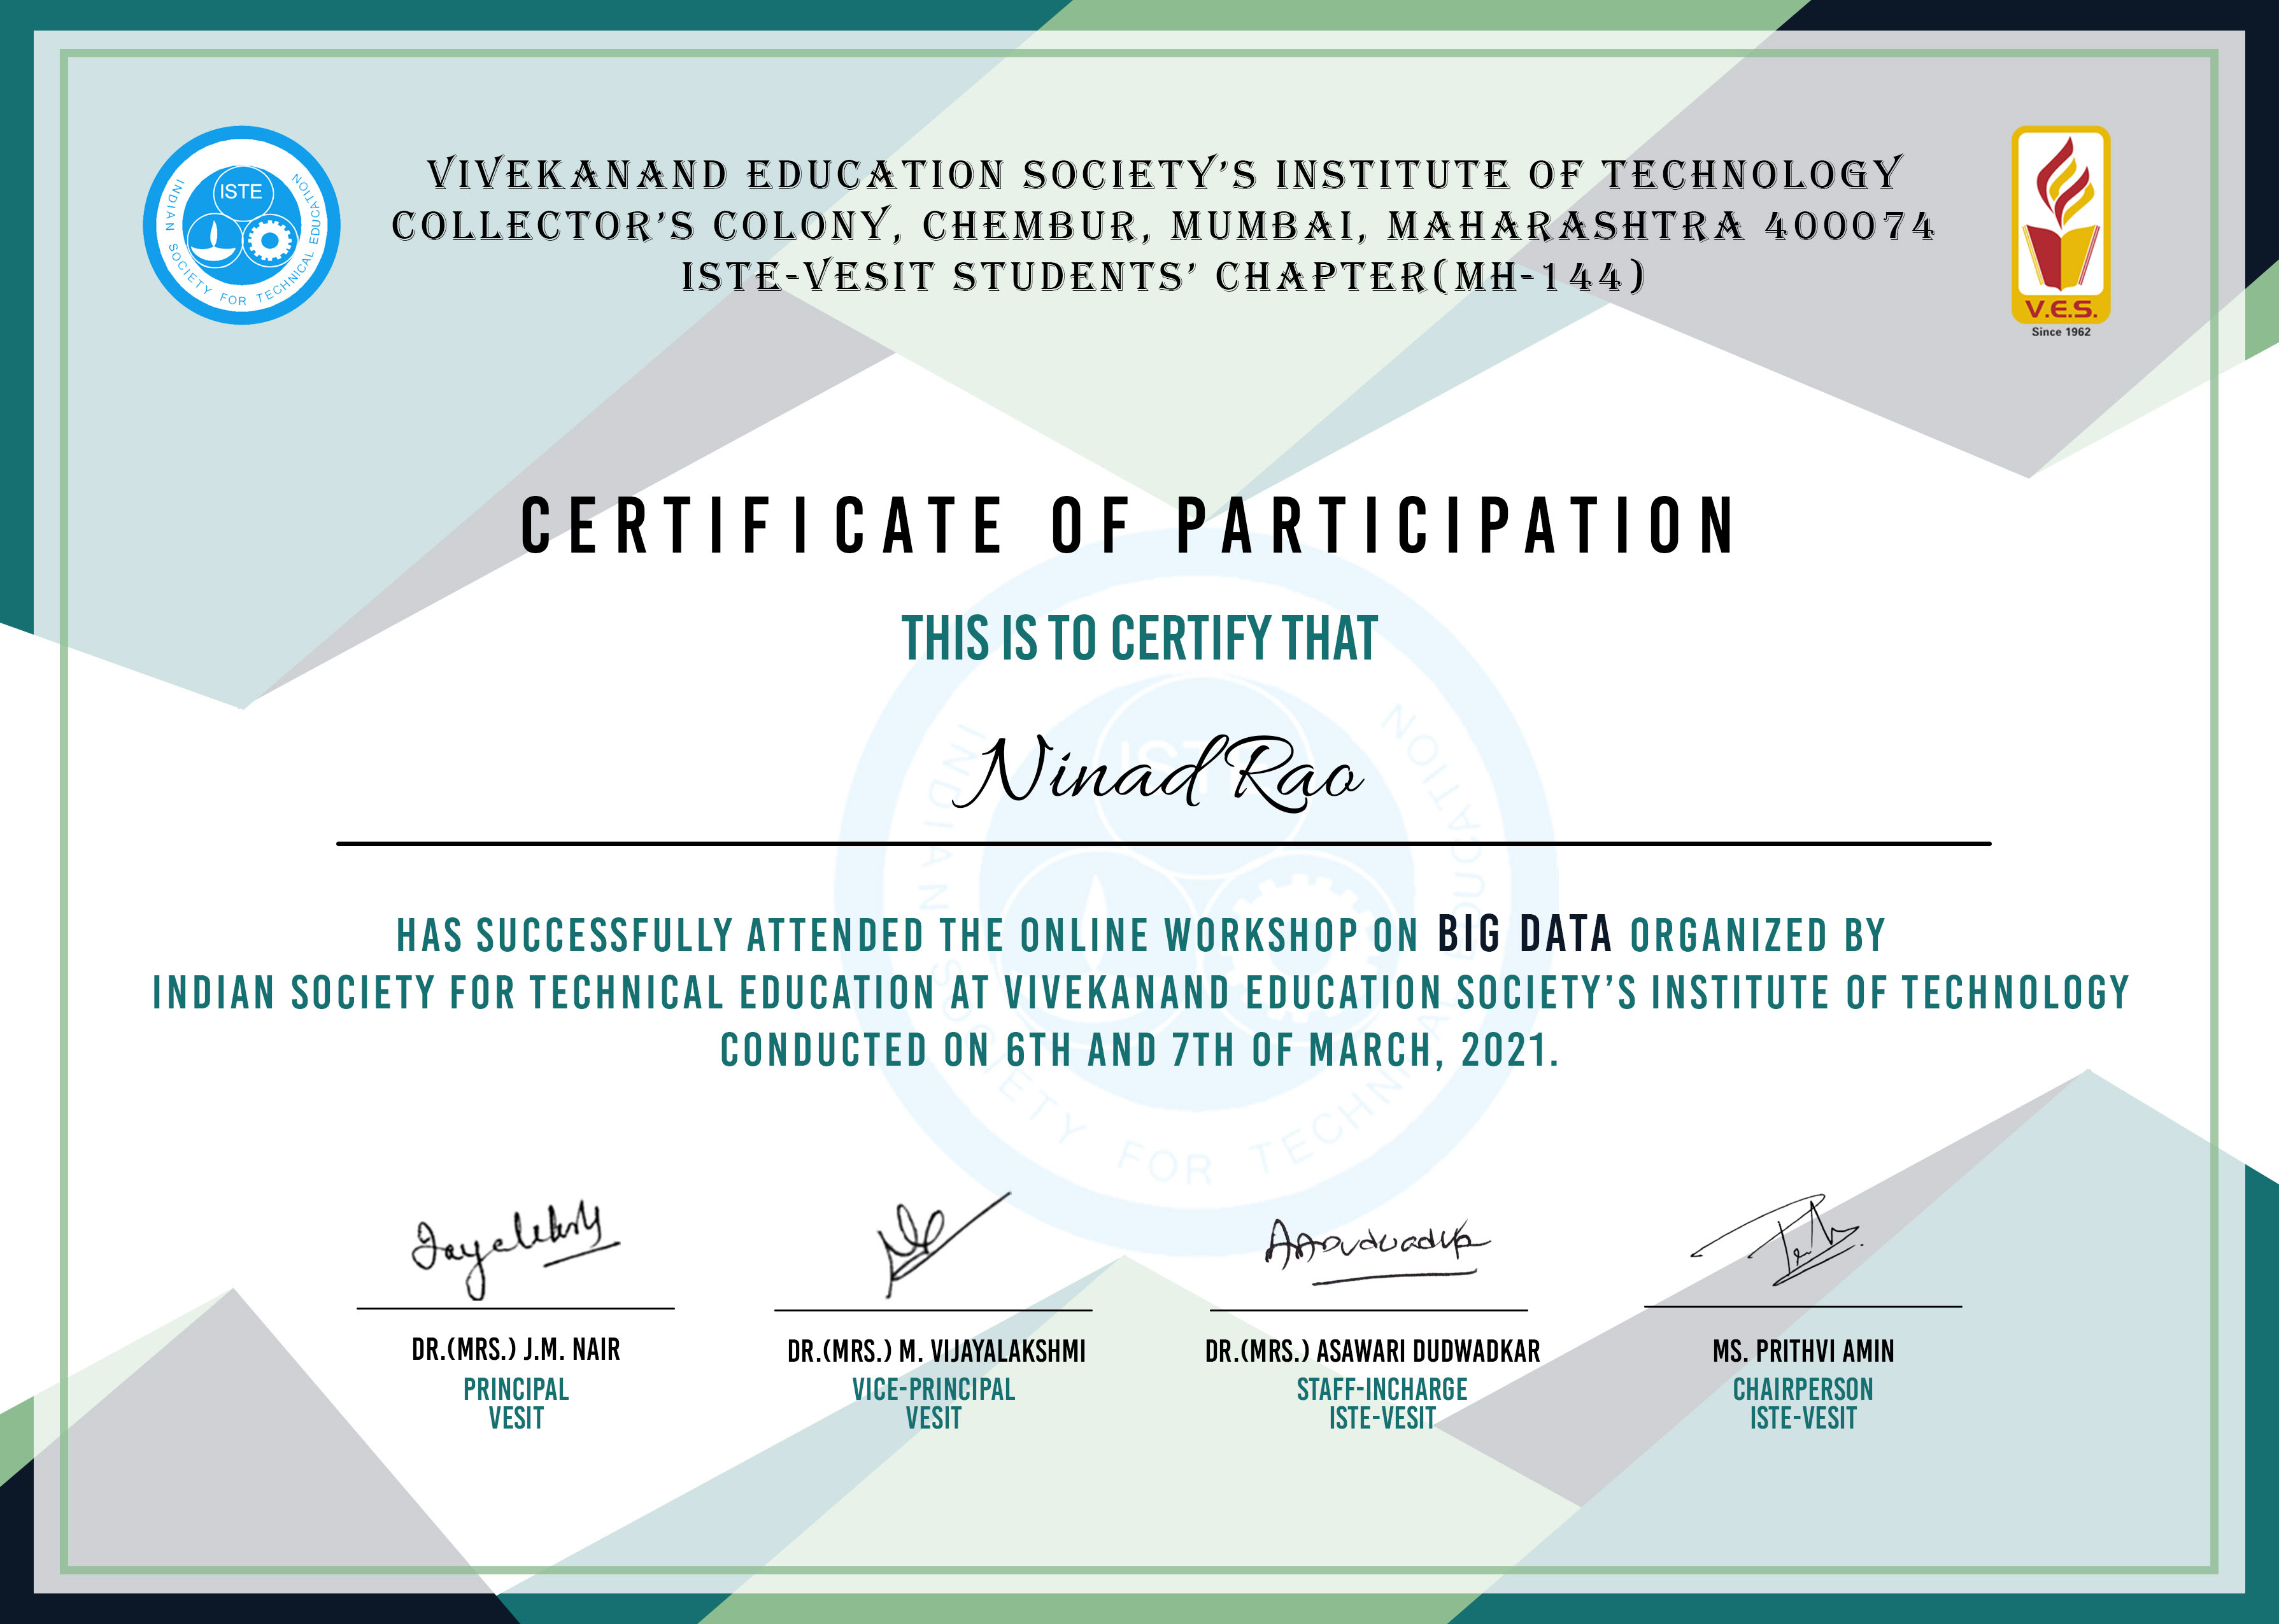 VIVEKANAND EDUCATION SOCIETY'S INSTITUTE OF TECHNOLOGY
COLLECTOR'S COLONY, CHEMBUR, MUMBAI, MAHARASHTRA 400074
ISTE-VESIT STUDENTS' CHAPTER(MH-144)
ISTE
INDIAN SOCIETY FOR TECHNICAL EDUCATION
V.E.S.
Since 1962
CERTIFICATE OF PARTICIPATION
THIS IS TO CERTIFY THAT
Ninad Rao
HAS SUCCESSFULLY ATTENDED THE ONLINE WORKSHOP ON BIG DATA ORGANIZED BY
INDIAN SOCIETY FOR TECHNICAL EDUCATION AT VIVEKANAND EDUCATION SOCIETY'S INSTITUTE OF TECHNOLOGY
CONDUCTED ON 6TH AND 7TH OF MARCH, 2021.
DR.(MRS.) J.M. NAIR
PRINCIPAL
VESIT
DR.(MRS.) M. VIJAYALAKSHMI
VICE-PRINCIPAL
VESIT
DR.(MRS.) ASAWARI DUDWADKAR
STAFF-INCHARGE
ISTE-VESIT
MS. PRITHVI AMIN
CHAIRPERSON
ISTE-VESIT